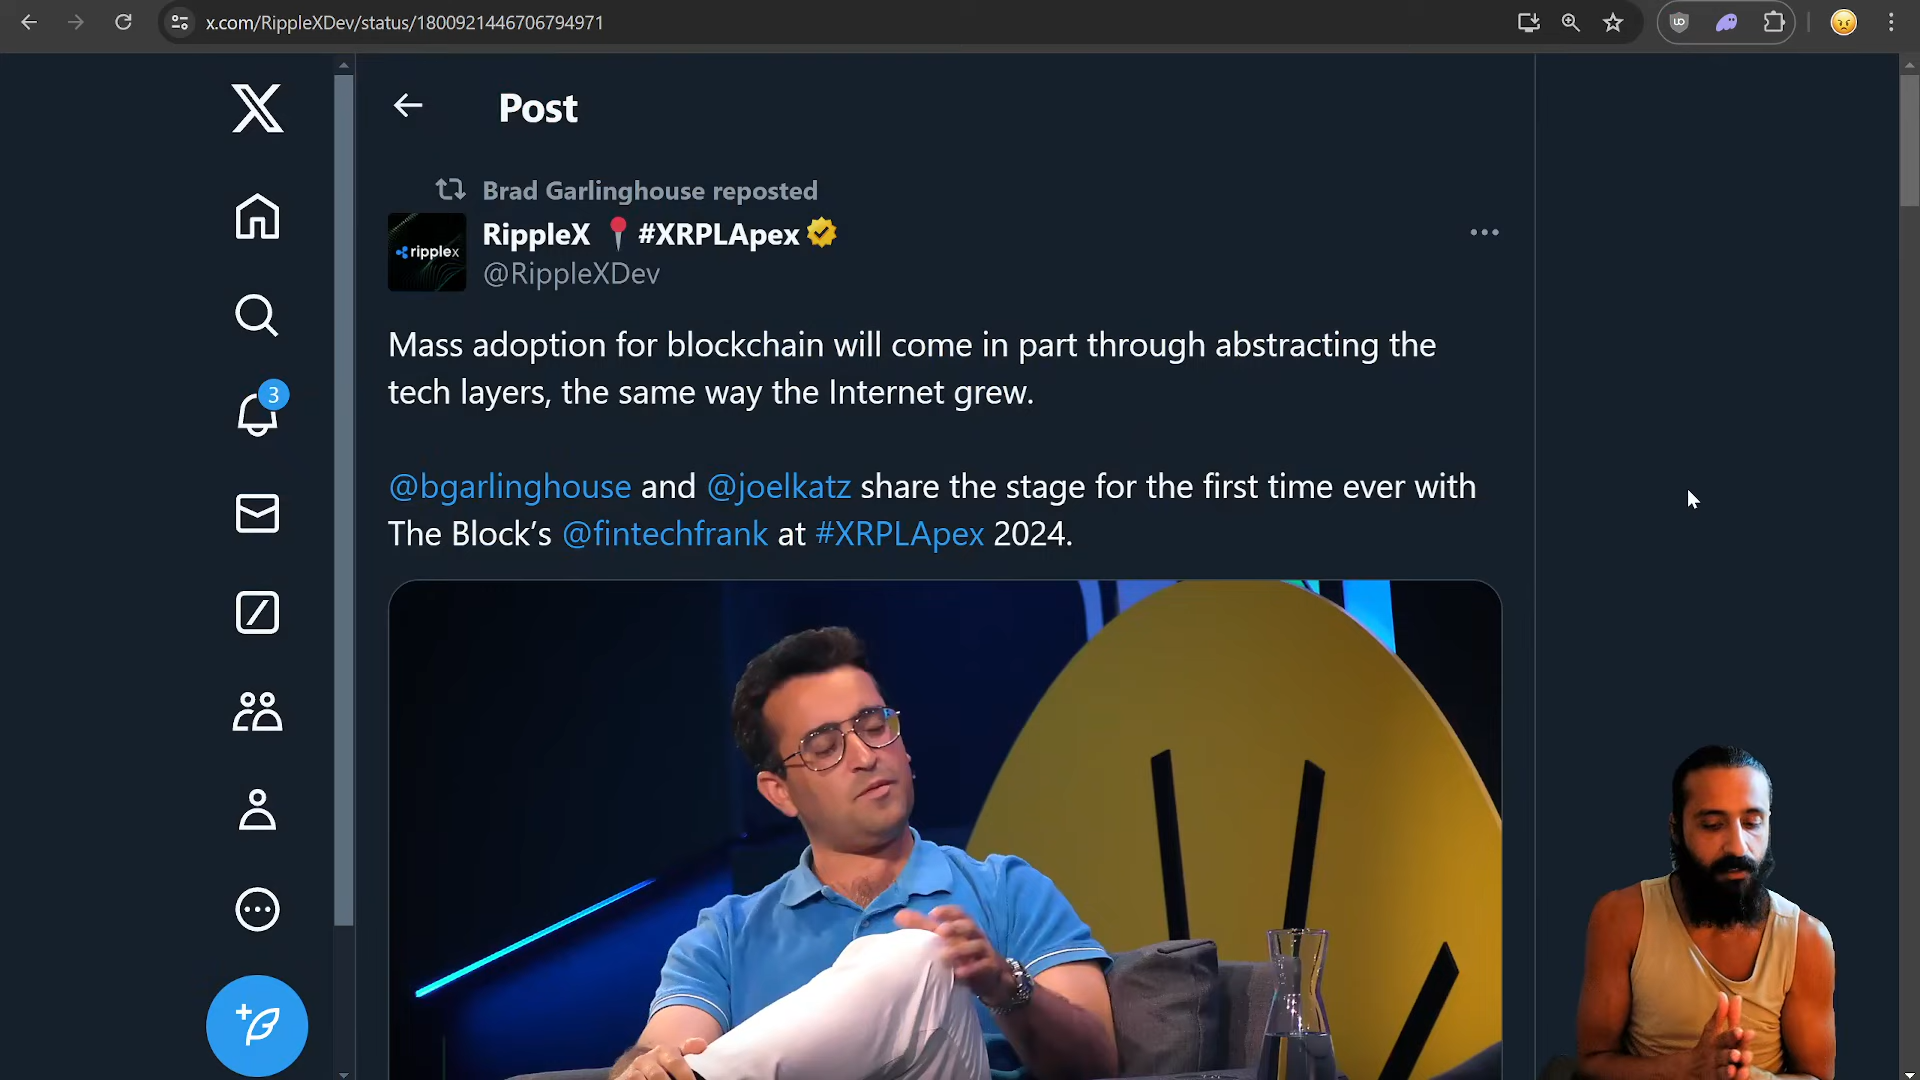 x.com/RippleXDev/status/1800921446706794971
Post
Brad Garlinghouse reposted
RippleX 📍 #XRPLApex
@RippleXDev
ripplex
Mass adoption for blockchain will come in part through abstracting the
tech layers, the same way the Internet grew.
@bgarlinghouse and @joelkatz share the stage for the first time ever with
The Block’s @fintechfrank at #XRPLApex 2024.
3